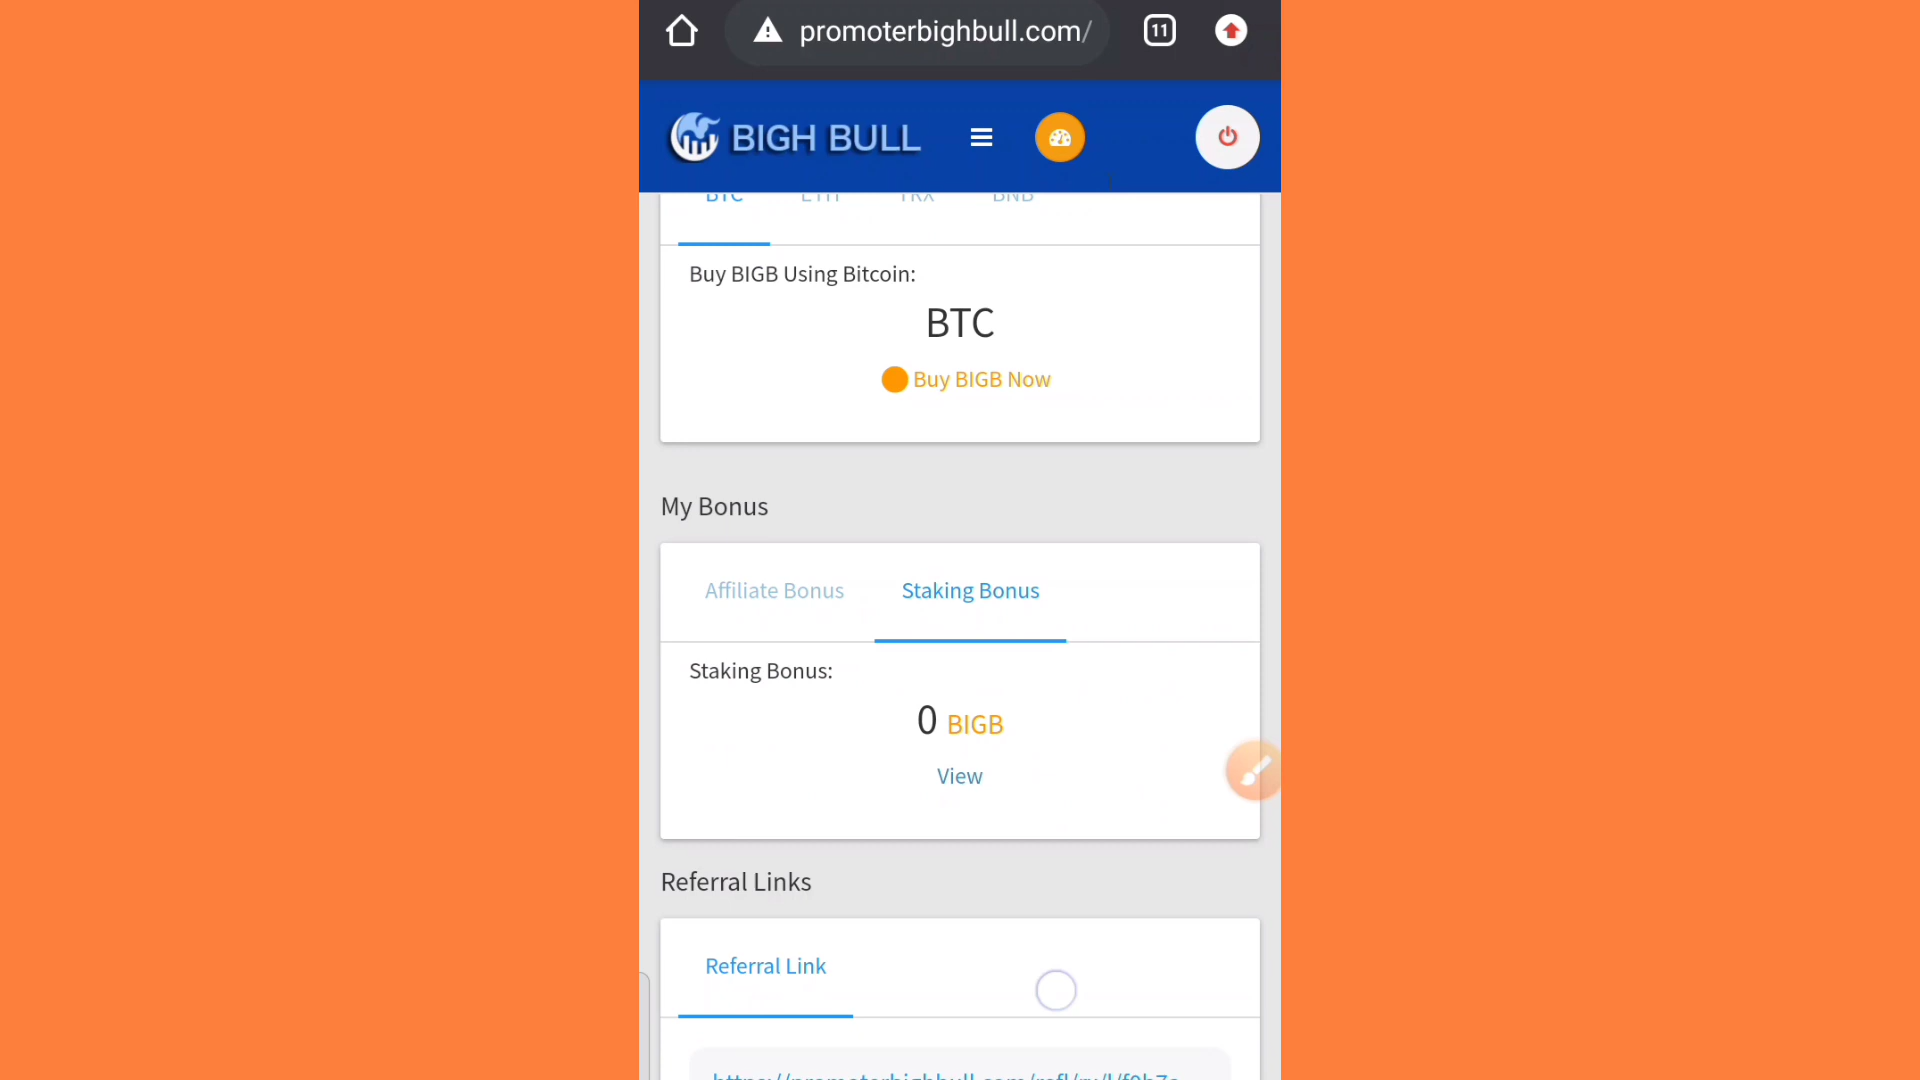 promoterbighbull.com/
11
BIGH BULL
BTC ETH TRX BNB
Buy BIGB Using Bitcoin:
BTC
Buy BIGB Now
My Bonus
Affiliate Bonus Staking Bonus
Staking Bonus:
0 BIGB
View
Referral Links
Referral Link